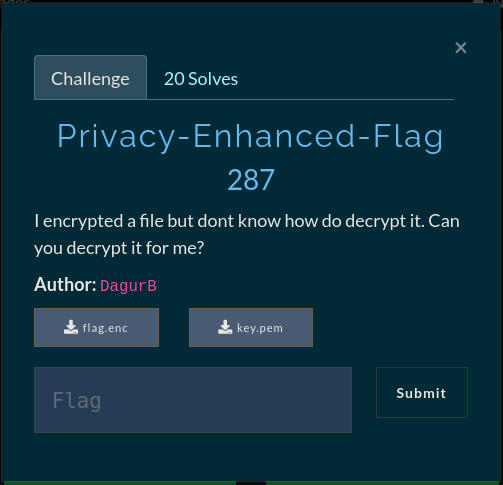 ×
Challenge 20 Solves
Privacy-Enhanced-Flag
287
I encrypted a file but dont know how do decrypt it. Can
you decrypt it for me?
Author: DagurB
flag.enc key.pem
Flag Submit